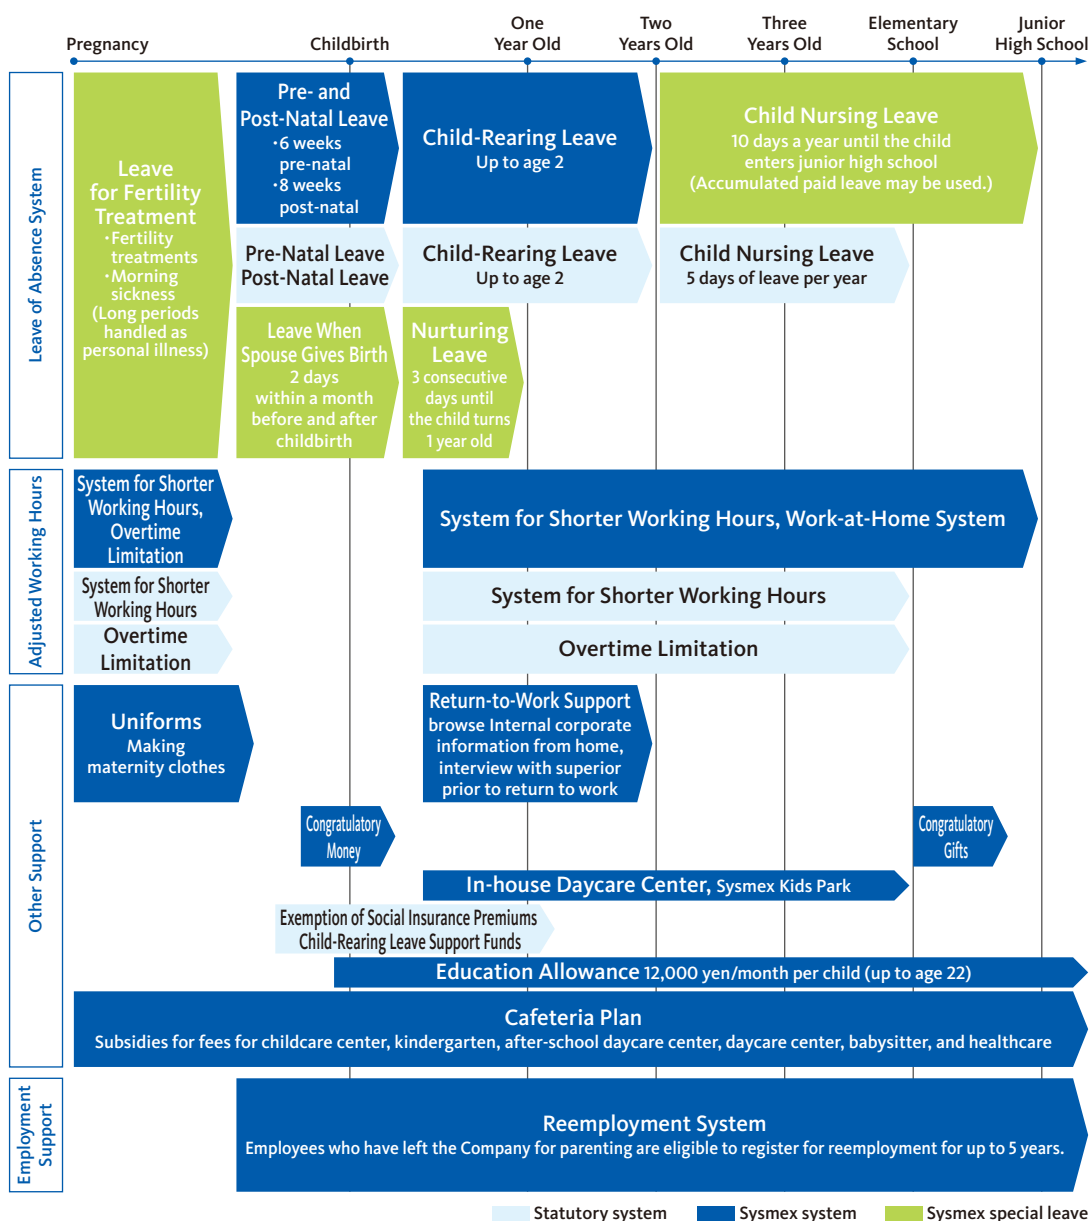 Pregnancy
Childbirth
One
Year Old
Two
Years Old
Three
Years Old
Elementary
School
Junior
High School
Leave of Absence System
Leave
for Fertility
Treatment
・Fertility
treatments
・Morning
sickness
(Long periods
handled as
personal illness)
Pre- and
Post-Natal Leave
・6 weeks
pre-natal
・8 weeks
post-natal
Child-Rearing Leave
Up to age 2
Child Nursing Leave
10 days a year until the child
enters junior high school
(Accumulated paid leave may be used.)
Pre-Natal Leave
Post-Natal Leave
Child-Rearing Leave
Up to age 2
Child Nursing Leave
5 days of leave per year
Leave When
Spouse Gives Birth
2 days
within a month
before and after
childbirth
Nurturing
Leave
3 consecutive
days until
the child turns
1 year old
Adjusted Working Hours
System for Shorter
Working Hours,
Overtime
Limitation
System for Shorter Working Hours, Work-at-Home System
System for Shorter
Working Hours
System for Shorter Working Hours
Overtime
Limitation
Overtime Limitation
Other Support
Uniforms
Making
maternity clothes
Return-to-Work Support
browse Internal corporate
information from home,
interview with superior
prior to return to work
Congratulatory
Money
Congratulatory
Gifts
In-house Daycare Center, Sysmex Kids Park
Exemption of Social Insurance Premiums
Child-Rearing Leave Support Funds
Education Allowance 12,000 yen/month per child (up to age 22)
Cafeteria Plan
Subsidies for fees for childcare center, kindergarten, after-school daycare center, daycare center, babysitter, and healthcare
Employment
Support
Reemployment System
Employees who have left the Company for parenting are eligible to register for reemployment for up to 5 years.
Statutory system
Sysmex system
Sysmex special leave